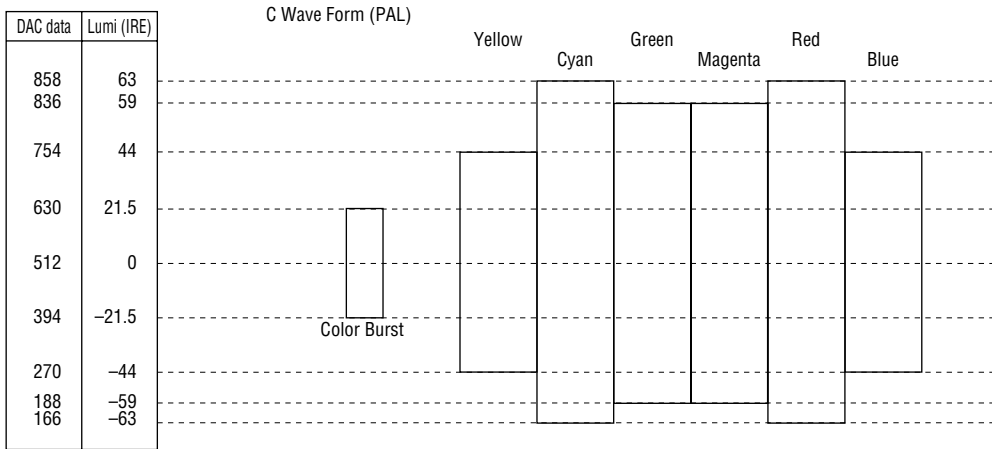 C Wave Form (PAL)
DAC data Lumi (IRE)
Yellow Green Red
Cyan Magenta Blue
858 63
836 59
754 44
630 21.5
512 0
394 –21.5
Color Burst
270 –44
188 –59
166 –63